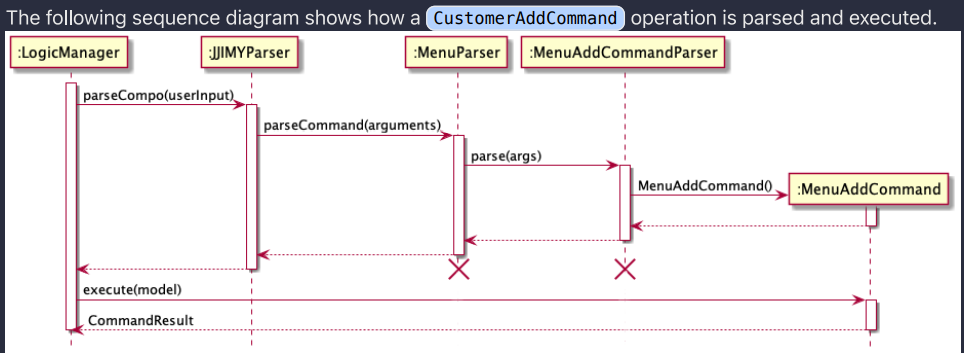 The following sequence diagram shows how a CustomerAddCommand operation is parsed and executed.
:LogicManager :JJIMYParser :MenuParser :MenuAddCommandParser
parseCompo(userInput)
parseCommand(arguments)
parse(args)
MenuAddCommand() :MenuAddCommand
execute(model)
CommandResult